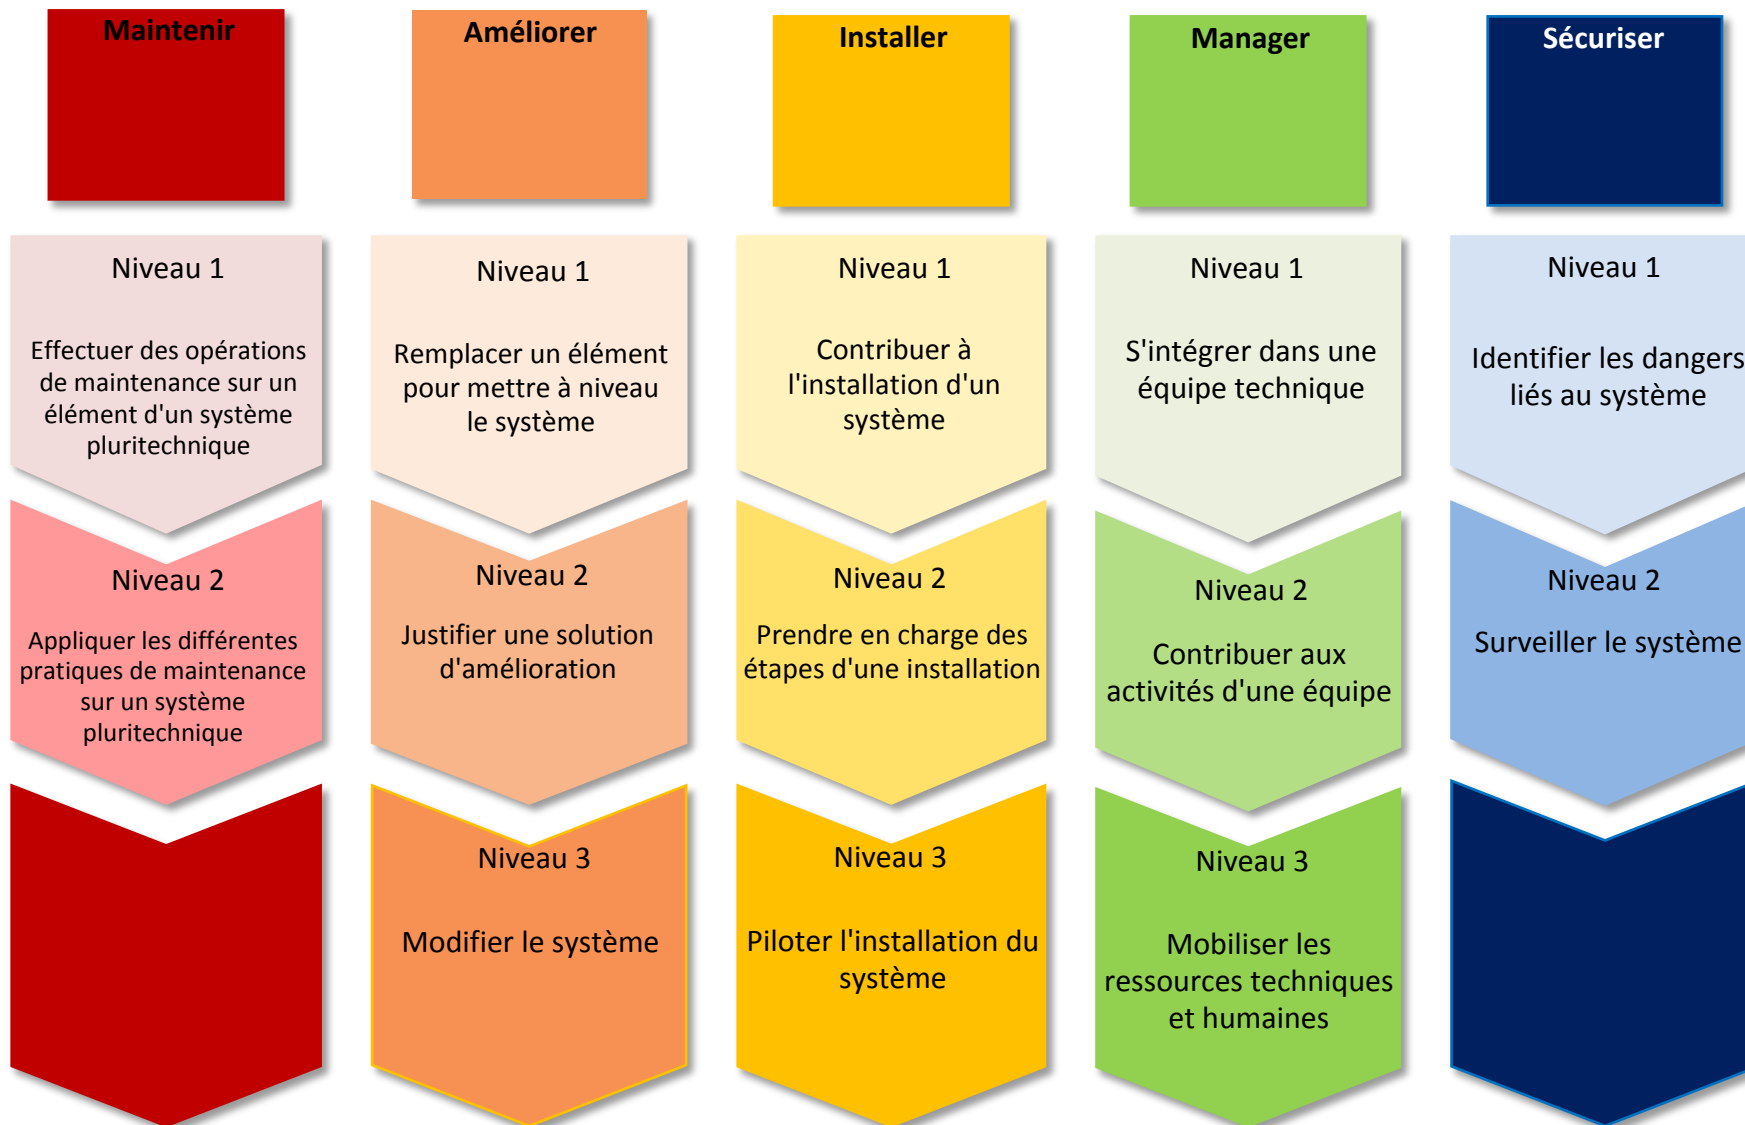 Maintenir
Améliorer
Installer
Manager
Sécuriser
Niveau 1
Effectuer des opérations
de maintenance sur un
élément d'un système
pluritechnique
Niveau 1
Remplacer un élément
pour mettre à niveau
le système
Niveau 1
Contribuer à
l'installation d'un
système
Niveau 1
S'intégrer dans une
équipe technique
Niveau 1
Identifier les dangers
liés au système
Niveau 2
Appliquer les différentes
pratiques de maintenance
sur un système
pluritechnique
Niveau 2
Justifier une solution
d'amélioration
Niveau 2
Prendre en charge des
étapes d'une installation
Niveau 2
Contribuer aux
activités d'une équipe
Niveau 2
Surveiller le système
Niveau 3
Modifier le système
Niveau 3
Piloter l'installation du
système
Niveau 3
Mobiliser les
ressources techniques
et humaines